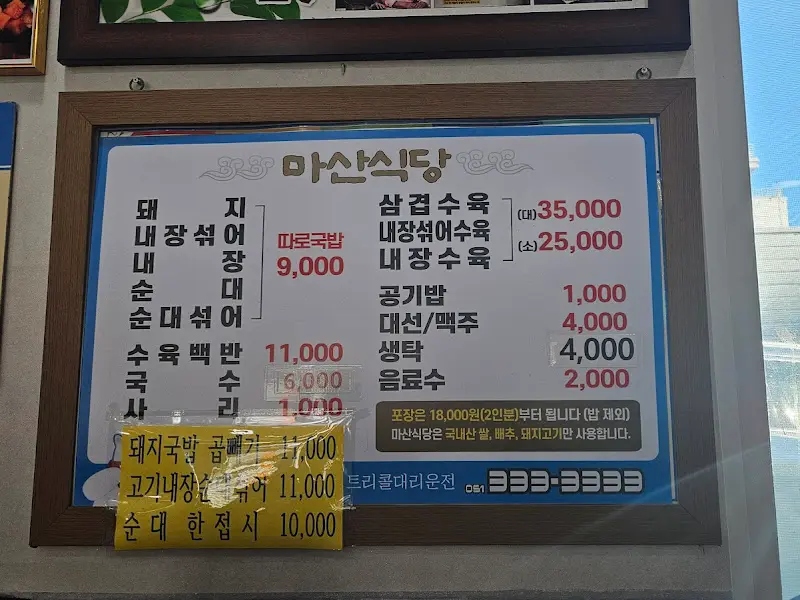 마산식당
돼지
내장섞어
내장
순대
순대섞어
따로국밥
9,000
수육백반 11,000
국수 6,000
사리 1,000
삼겹수육
내장섞어수육
내장수육
(대)35,000
(소)25,000
공기밥 1,000
대선/맥주 4,000
생탁 4,000
음료수 2,000
포장은 18,000원(2인분)부터 됩니다 (밥 제외)
마산식당은 국내산 쌀, 배추, 돼지고기만 사용합니다.
돼지국밥 곱빼기 11,000
고기내장순대섞어 11,000
순대 한접시 10,000
트리콜대리운전 051 333-3333